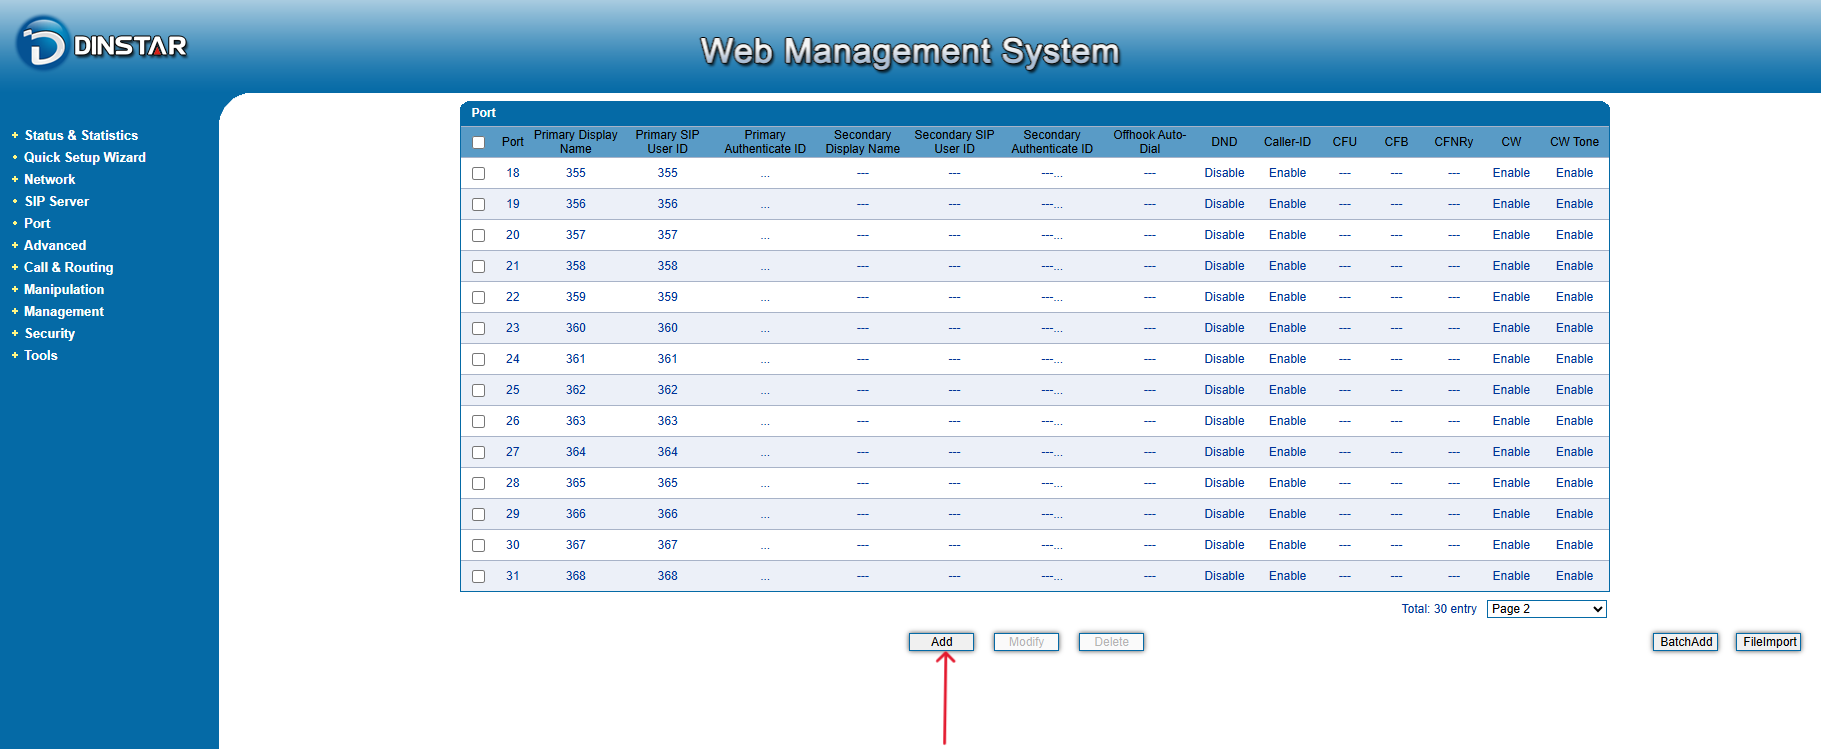 DINSTAR
Web Management System
Status & Statistics
Quick Setup Wizard
Network
SIP Server
Port
Advanced
Call & Routing
Manipulation
Management
Security
Tools
Port
Port Primary Display Name Primary SIP User ID Primary Authenticate ID Secondary Display Name Secondary SIP User ID Secondary Authenticate ID Offhook Auto-Dial DND Caller-ID CFU CFB CFNRy CW CW Tone
18 355 355 ... --- --- ---... --- Disable Enable --- --- --- Enable Enable
19 356 356 ... --- --- ---... --- Disable Enable --- --- --- Enable Enable
20 357 357 ... --- --- ---... --- Disable Enable --- --- --- Enable Enable
21 358 358 ... --- --- ---... --- Disable Enable --- --- --- Enable Enable
22 359 359 ... --- --- ---... --- Disable Enable --- --- --- Enable Enable
23 360 360 ... --- --- ---... --- Disable Enable --- --- --- Enable Enable
24 361 361 ... --- --- ---... --- Disable Enable --- --- --- Enable Enable
25 362 362 ... --- --- ---... --- Disable Enable --- --- --- Enable Enable
26 363 363 ... --- --- ---... --- Disable Enable --- --- --- Enable Enable
27 364 364 ... --- --- ---... --- Disable Enable --- --- --- Enable Enable
28 365 365 ... --- --- ---... --- Disable Enable --- --- --- Enable Enable
29 366 366 ... --- --- ---... --- Disable Enable --- --- --- Enable Enable
30 367 367 ... --- --- ---... --- Disable Enable --- --- --- Enable Enable
31 368 368 ... --- --- ---... --- Disable Enable --- --- --- Enable Enable
Total: 30 entry Page 2
Add Modify Delete BatchAdd FileImport